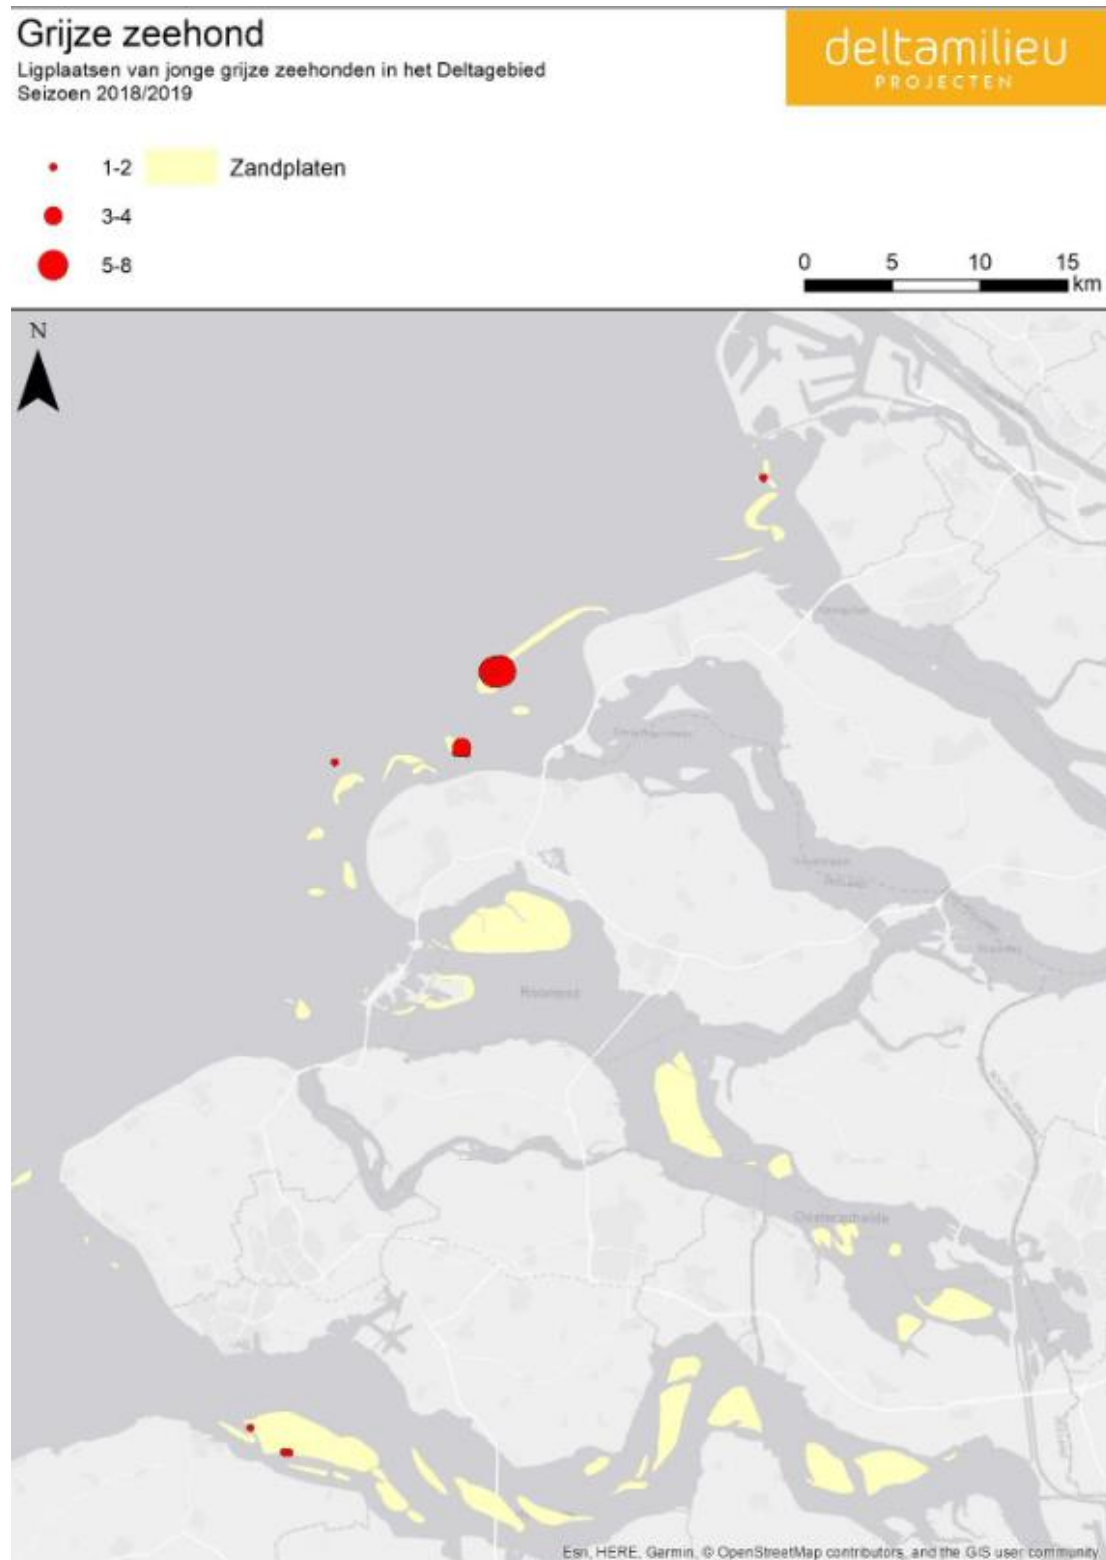 Grijze zeehond
Ligplaatsen van jonge grijze zeehonden in het Deltagebied
Seizoen 2018/2019
deltamilieu
PROJECTEN
1-2
Zandplaten
3-4
5-8
0 5 10 15
km
N
Oosterschelde
Esri, HERE, Garmin, © OpenStreetMap contributors, and the GIS user community